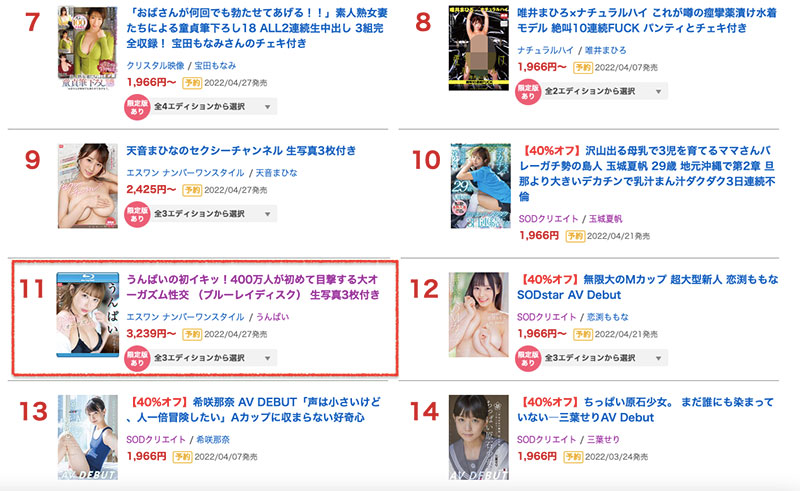 7
「おばさんが何回でも勃たせてあげる！！」素人熟女妻
たちによる童貞筆下ろし18 ALL2連続生中出し 3組完
全収録！ 宝田もなみさんのチェキ付き
クリスタル映像 / 宝田もなみ
1,966円～ 予約 2022/04/27発売
限定版あり 全4エディションから選択
8
唯井まひろ×ナチュラルハイ これが噂の痙攣薬漬け水着
モデル 絶叫10連続FUCK パンティとチェキ付き
ナチュラルハイ / 唯井まひろ
1,966円～ 予約 2022/04/07発売
限定版あり 全2エディションから選択
9
天音まひなのセクシーチャンネル 生写真3枚付き
エスワン ナンバーワンスタイル / 天音まひな
2,425円～ 予約 2022/04/27発売
限定版あり 全3エディションから選択
10
【40%オフ】沢山出る母乳で3児を育てるママさんバ
レーガチ勢の島人 玉城夏帆 29歳 地元沖縄で第2章 旦
那より大きいデカチンで乳汁まん汁ダクダク3日連続不
倫
SODクリエイト / 玉城夏帆
1,966円 予約 2022/04/21発売
11
うんぱいの初イキッ！400万人が初めて目撃する大オ
ーガズム性交 （ブルーレイディスク） 生写真3枚付き
エスワン ナンバーワンスタイル / うんぱい
3,239円～ 予約 2022/04/27発売
限定版あり 全3エディションから選択
12
【40%オフ】無限大のMカップ 超大型新人 恋渕ももな
SODstar AV Debut
SODクリエイト / 恋渕ももな
1,966円～ 予約 2022/04/21発売
限定版あり 全3エディションから選択
13
【40%オフ】希咲那奈 AV DEBUT「声は小さいけど
、人一倍冒険したい」Aカップに収まらない好奇心
SODクリエイト / 希咲那奈
1,966円 予約 2022/04/07発売
AV DEBUT
14
【40%オフ】ちっぱい原石少女。 まだ誰にも染まって
いない―三葉せりAV Debut
SODクリエイト / 三葉せり
1,966円 予約 2022/03/24発売
AV DEBUT